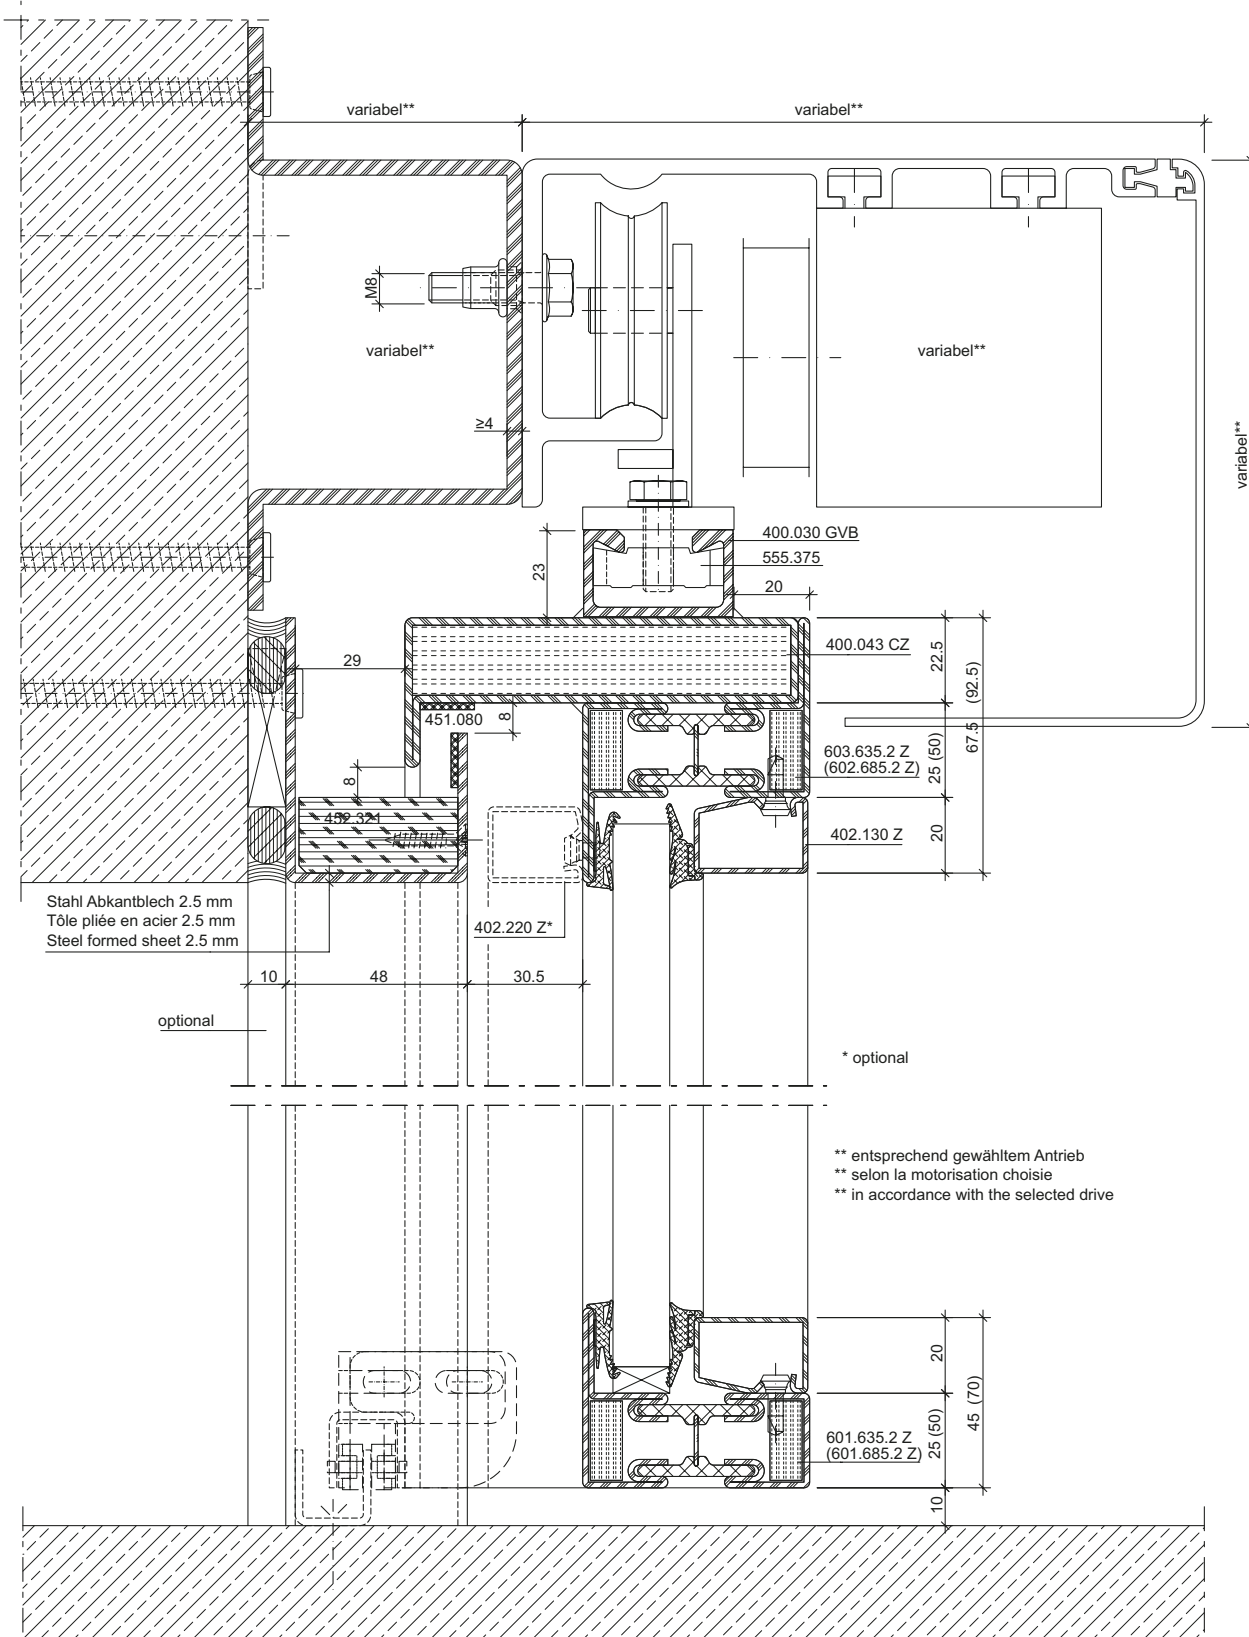 variabel**
variabel**
M8
variabel**
variabel**
variabel**
≥4
400.030 GVB
23
555.375
20
29
400.043 CZ
22.5
67.5 (92.5)
451.080
8
8
603.635.2 Z
(602.685.2 Z)
25 (50)
452.321
402.130 Z
20
Stahl Abkantblech 2.5 mm
Tôle pliée en acier 2.5 mm
Steel formed sheet 2.5 mm
402.220 Z*
10
48
30.5
optional
* optional
** entsprechend gewähltem Antrieb
** selon la motorisation choisie
** in accordance with the selected drive
20
45 (70)
601.635.2 Z
(601.685.2 Z)
25 (50)
10